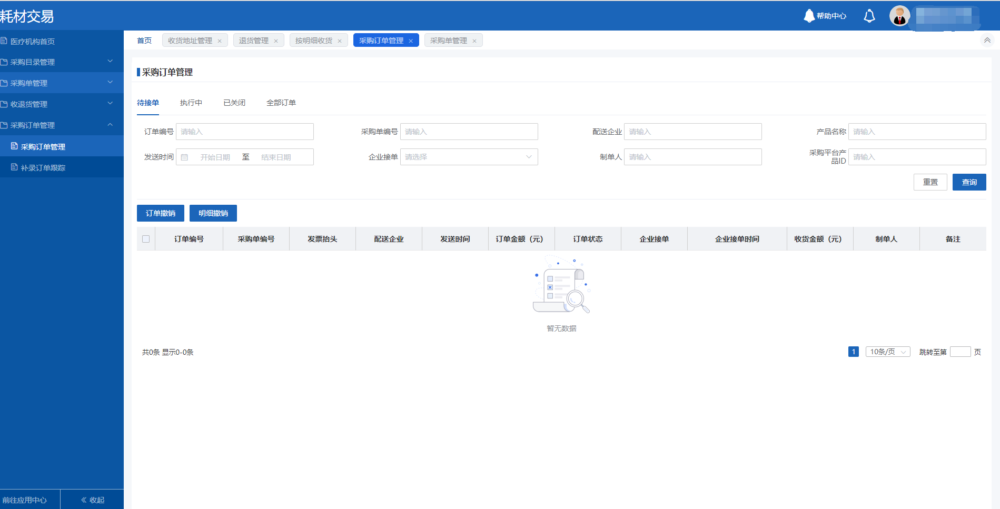 耗材交易
帮助中心
医疗机构首页
采购目录管理
采购单管理
收退货管理
采购订单管理
采购订单管理
补录订单跟踪
前往应用中心 收起
首页 收货地址管理 退货管理 按明细收货 采购订单管理 采购单管理
采购订单管理
待接单 执行中 已关闭 全部订单
订单编号 请输入 采购单编号 请输入 配送企业 请输入 产品名称 请输入
发送时间 开始日期 至 结束日期 企业接单 请选择 制单人 请输入 采购平台产品ID 请输入
重置 查询
订单撤销 明细撤销
订单编号 采购单编号 发票抬头 配送企业 发送时间 订单金额（元） 订单状态 企业接单 企业接单时间 收货金额（元） 制单人 备注
暂无数据
共0条 显示0-0条 1 10条/页 跳转至第 页